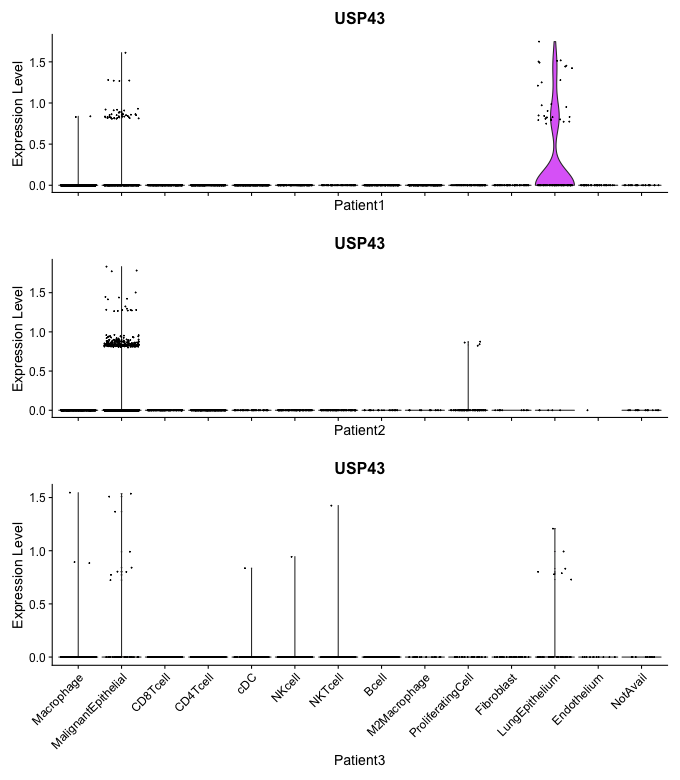 USP43
Expression Level
1.5
1.0
0.5
0.0
Patient1
USP43
Expression Level
1.5
1.0
0.5
0.0
Patient2
USP43
Expression Level
1.5
1.0
0.5
0.0
Macrophage
MalignantEpithelial
CD8Tcell
CD4Tcell
cDC
NKcell
NKTcell
Bcell
M2Macrophage
ProliferatingCell
Fibroblast
LungEpithelium
Endothelium
NotAvail
Patient3